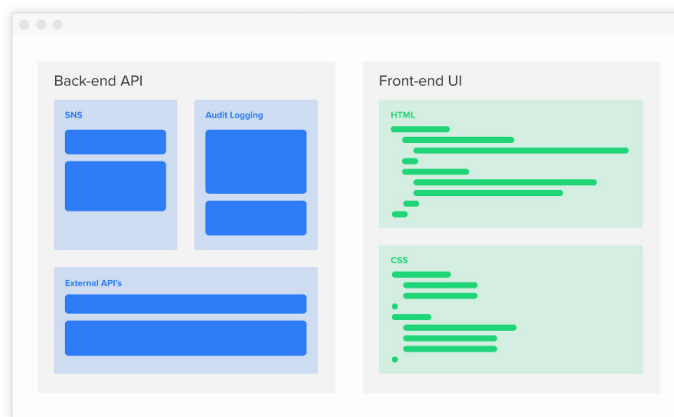 Back-end API
SNS
Audit Logging
External API's
Front-end UI
HTML
CSS